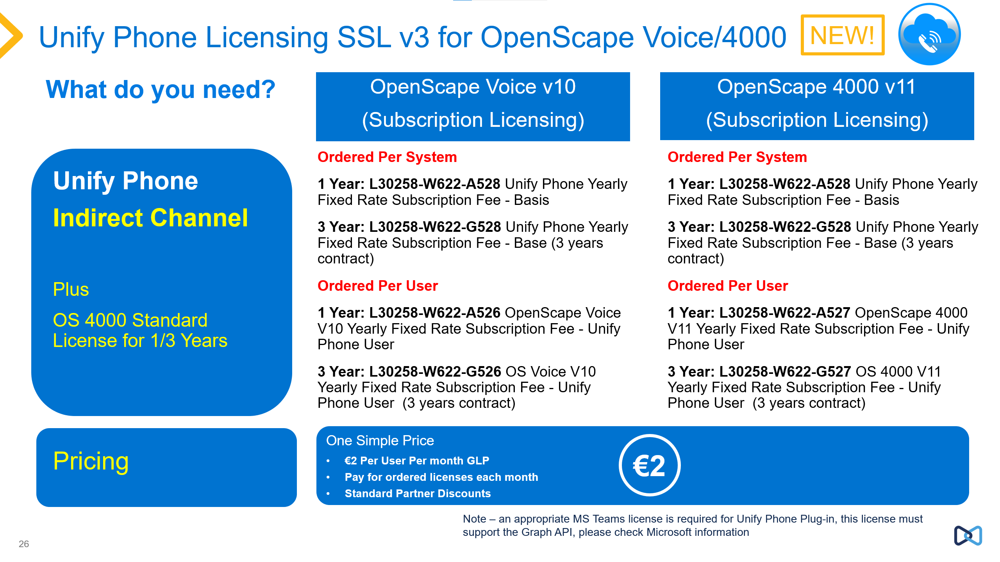 Unify Phone Licensing SSL v3 for OpenScape Voice/4000
NEW!
What do you need?
OpenScape Voice v10
(Subscription Licensing)
OpenScape 4000 v11
(Subscription Licensing)
Unify Phone
Indirect Channel
Plus
OS 4000 Standard
License for 1/3 Years
Ordered Per System
1 Year: L30258-W622-A528 Unify Phone Yearly
Fixed Rate Subscription Fee - Basis
3 Year: L30258-W622-G528 Unify Phone Yearly
Fixed Rate Subscription Fee - Base (3 years
contract)
Ordered Per User
1 Year: L30258-W622-A526 OpenScape Voice
V10 Yearly Fixed Rate Subscription Fee - Unify
Phone User
3 Year: L30258-W622-G526 OS Voice V10
Yearly Fixed Rate Subscription Fee - Unify
Phone User  (3 years contract)
Ordered Per System
1 Year: L30258-W622-A528 Unify Phone Yearly
Fixed Rate Subscription Fee - Basis
3 Year: L30258-W622-G528 Unify Phone Yearly
Fixed Rate Subscription Fee - Base (3 years
contract)
Ordered Per User
1 Year: L30258-W622-A527 OpenScape 4000
V11 Yearly Fixed Rate Subscription Fee - Unify
Phone User
3 Year: L30258-W622-G527 OS 4000 V11
Yearly Fixed Rate Subscription Fee - Unify
Phone User  (3 years contract)
Pricing
One Simple Price
• €2 Per User Per month GLP
• Pay for ordered licenses each month
• Standard Partner Discounts
€2
Note – an appropriate MS Teams license is required for Unify Phone Plug-in, this license must
support the Graph API, please check Microsoft information
26